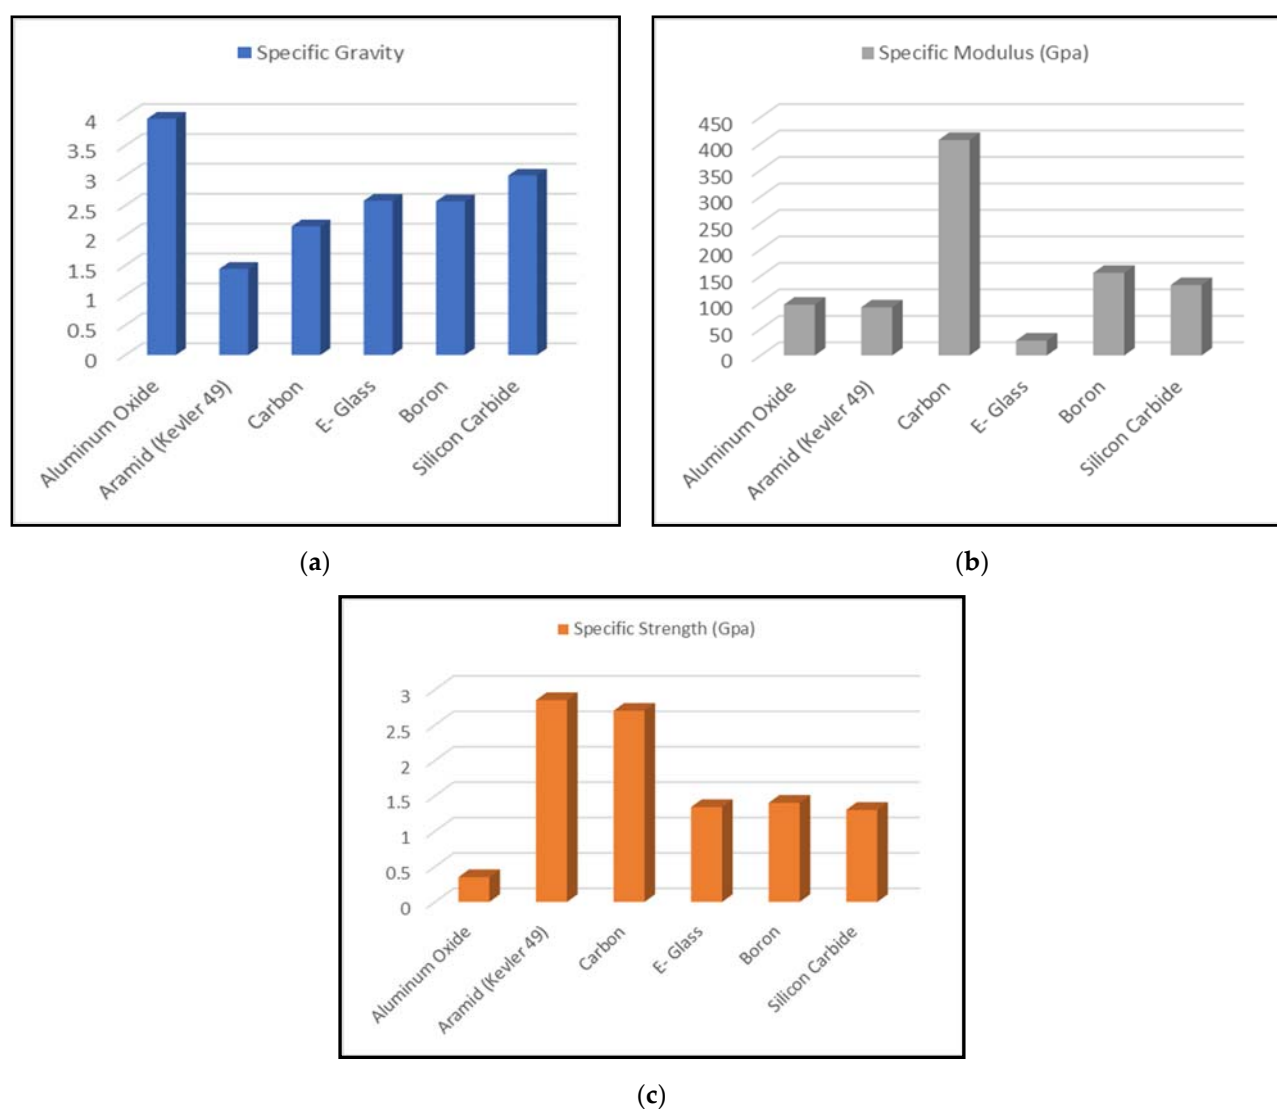 Specific Gravity
4
3.5
3
2.5
2
1.5
1
0.5
0
Aluminum Oxide
Aramid (Kevler 49)
Carbon
E- Glass
Boron
Silicon Carbide
(a)
Specific Modulus (Gpa)
450
400
350
300
250
200
150
100
50
0
Aluminum Oxide
Aramid (Kevler 49)
Carbon
E- Glass
Boron
Silicon Carbide
(b)
Specific Strength (Gpa)
3
2.5
2
1.5
1
0.5
0
Aluminum Oxide
Aramid (Kevler 49)
Carbon
E- Glass
Boron
Silicon Carbide
(c)